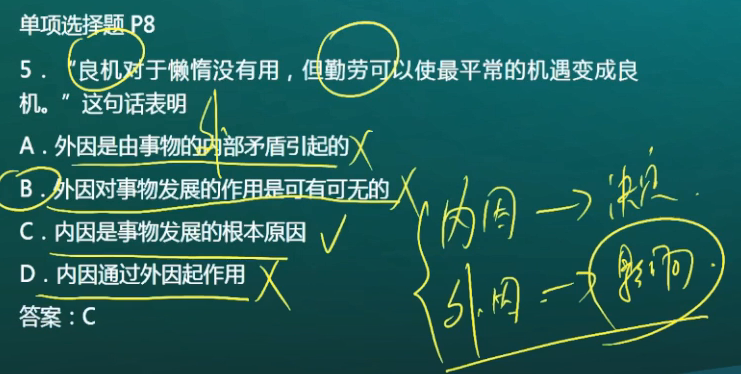 单项选择题 P8
5．“良机对于懒惰没有用，但勤劳可以使最平常的机遇变成良
机。”这句话表明
A．外因是由事物的内部矛盾引起的
外
B．外因对事物发展的作用是可有可无的
C．内因是事物发展的根本原因
D．内因通过外因起作用
答案：C
内因 → 决定.
外因 → 影响.